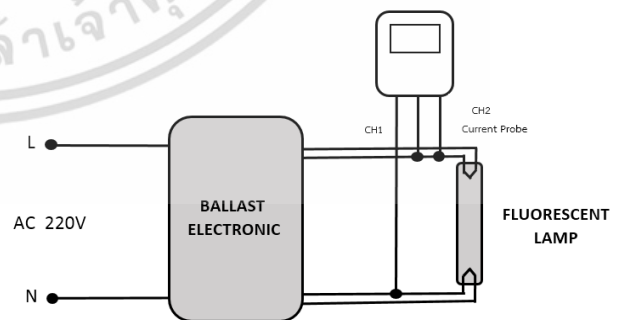 CH2
CH1
Current Probe
L
BALLAST
ELECTRONIC
AC 220V
FLUORESCENT
LAMP
N